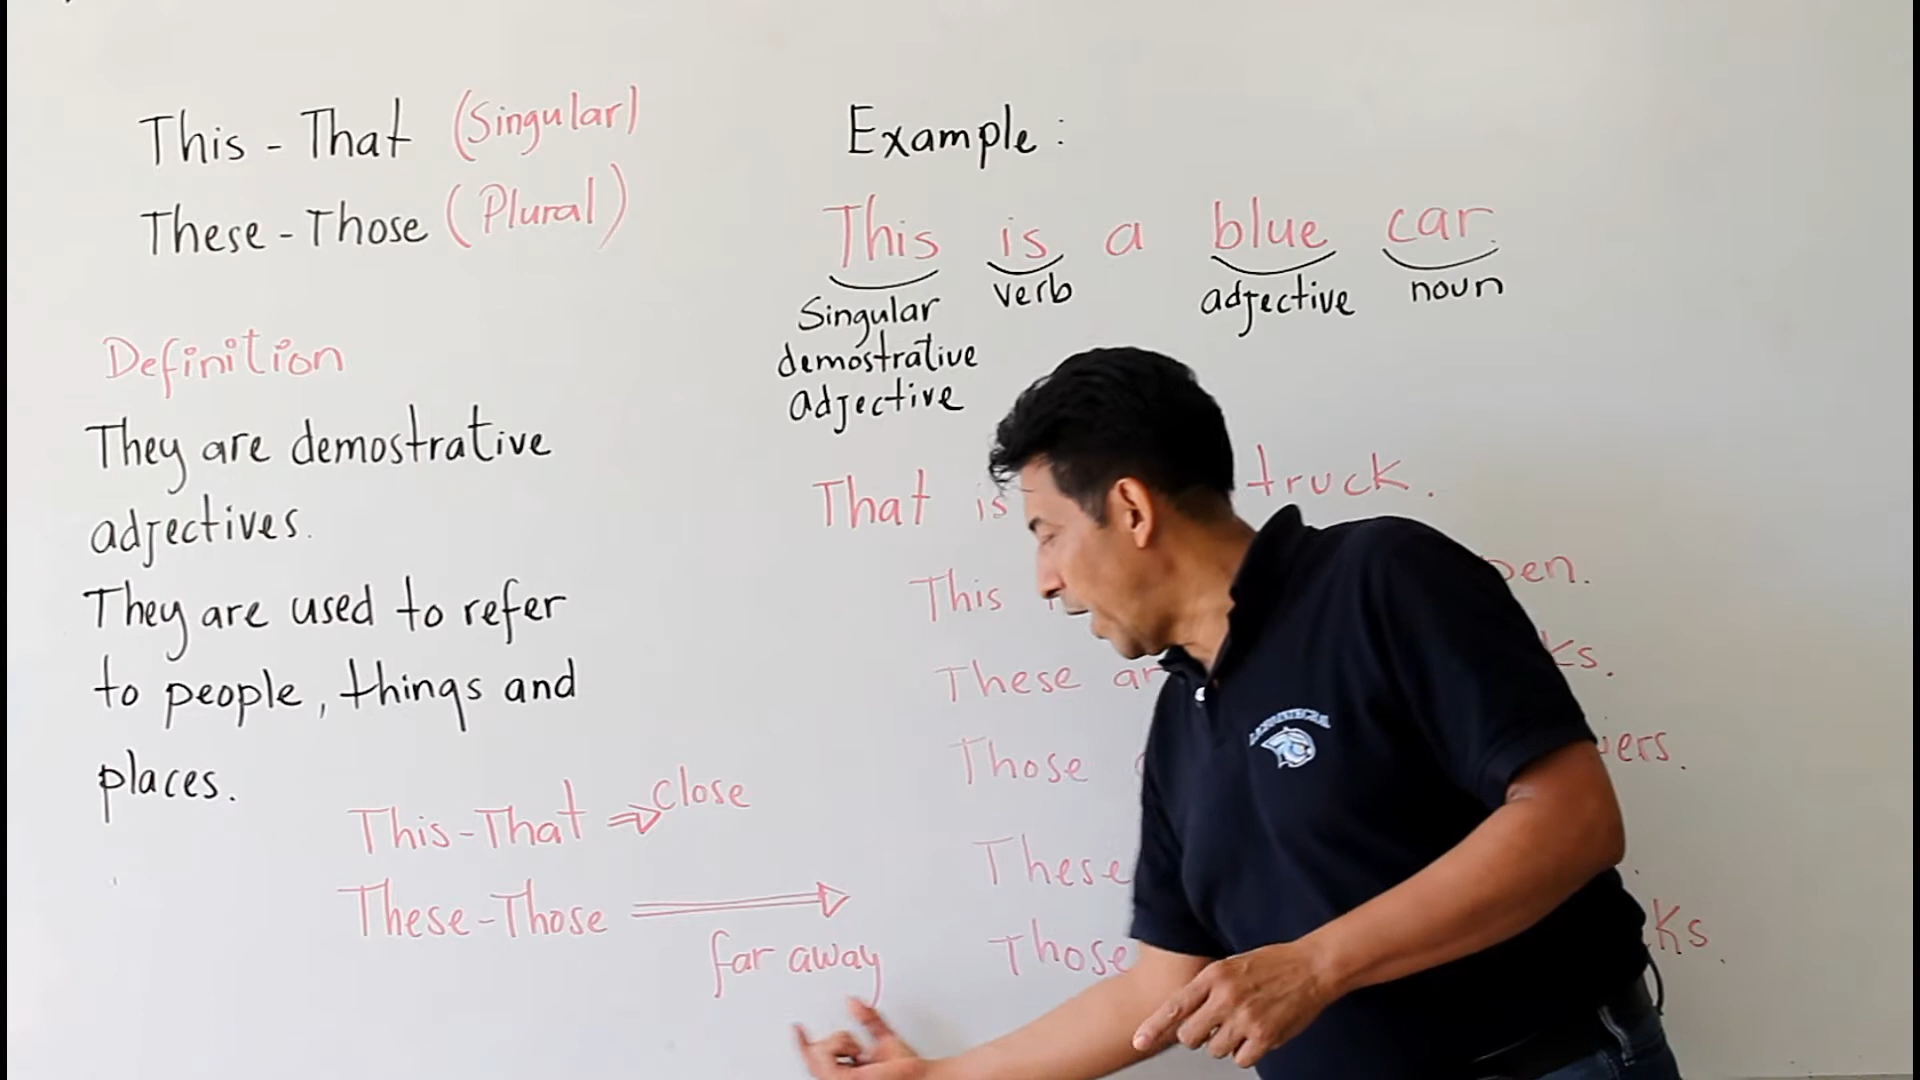 This - That (Singular)
These - Those (Plural)
Definition
They are demostrative
adjectives.
They are used to refer
to people, things and
places.
This - That ⇒ close
These - Those ⇒
far away
Example:
This is a blue car.
Singular demostrative adjective
verb
adjective
noun
That is truck.
This
These
Those
These
Those